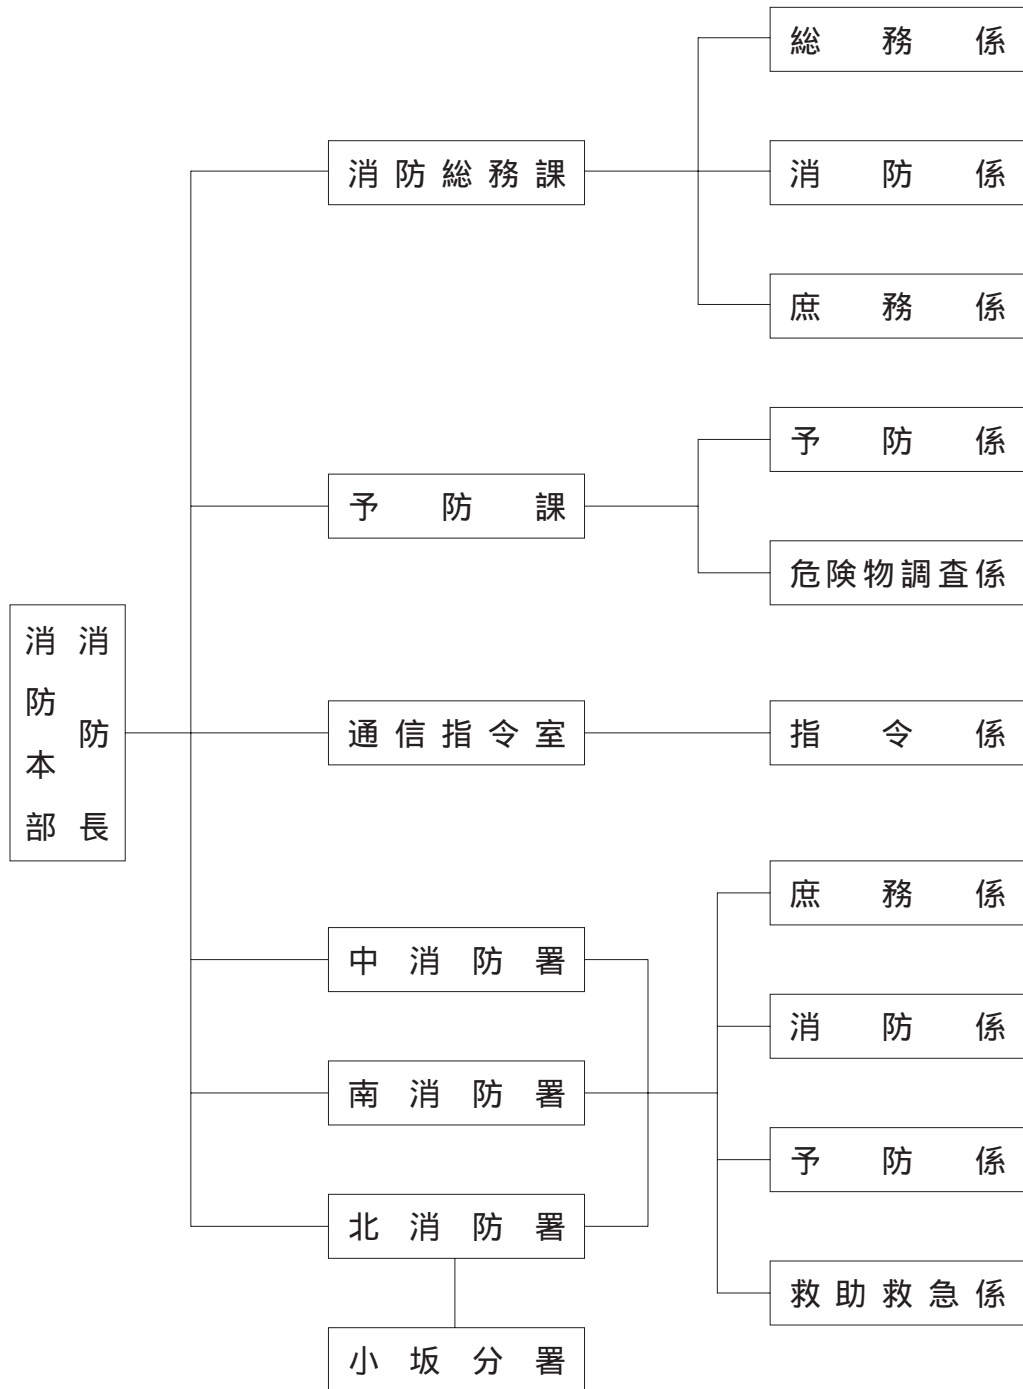 消防本部
消防長
消防総務課
総務係
消防係
庶務係
予防課
予防係
危険物調査係
通信指令室
指令係
中消防署
南消防署
北消防署
小坂分署
庶務係
消防係
予防係
救助救急係